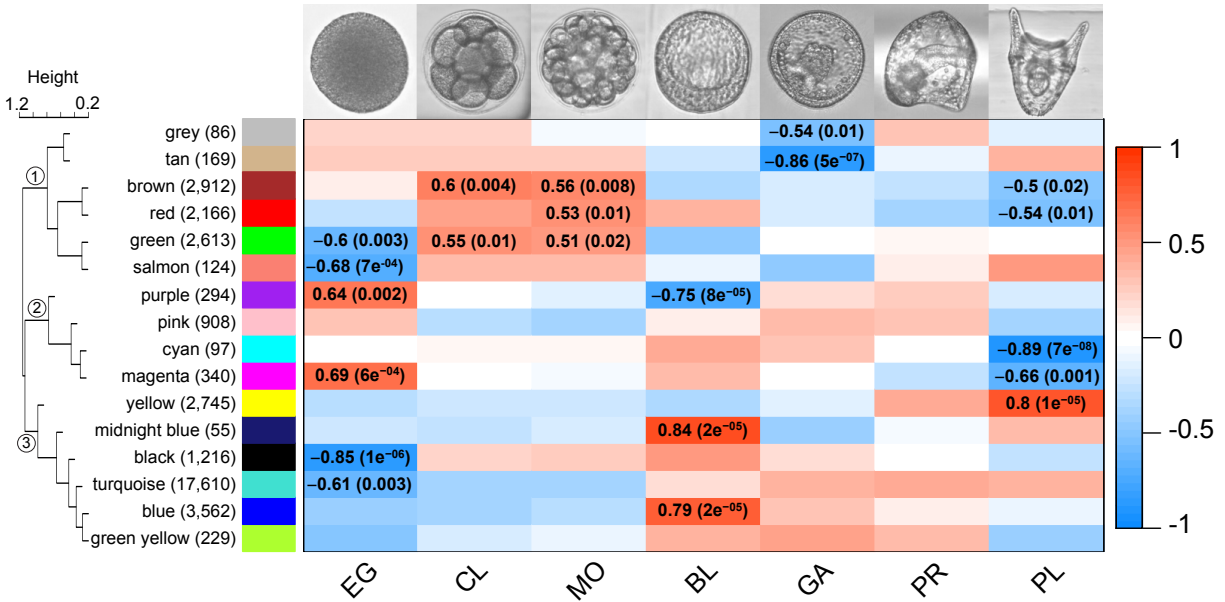 Height
1.2 0.2
1
2
3
grey (86) −0.54 (0.01)
tan (169) −0.86 (5e⁻⁰⁷)
brown (2,912) 0.6 (0.004) 0.56 (0.008) −0.5 (0.02)
red (2,166) 0.53 (0.01) −0.54 (0.01)
green (2,613) −0.6 (0.003) 0.55 (0.01) 0.51 (0.02)
salmon (124) −0.68 (7e⁻⁰⁴)
purple (294) 0.64 (0.002) −0.75 (8e⁻⁰⁵)
pink (908)
cyan (97) −0.89 (7e⁻⁰⁸)
magenta (340) 0.69 (6e⁻⁰⁴) −0.66 (0.001)
yellow (2,745) 0.8 (1e⁻⁰⁵)
midnight blue (55) 0.84 (2e⁻⁰⁵)
black (1,216) −0.85 (1e⁻⁰⁶)
turquoise (17,610) −0.61 (0.003)
blue (3,562) 0.79 (2e⁻⁰⁵)
green yellow (229)
EG CL MO BL GA PR PL
1
0.5
0
-0.5
-1